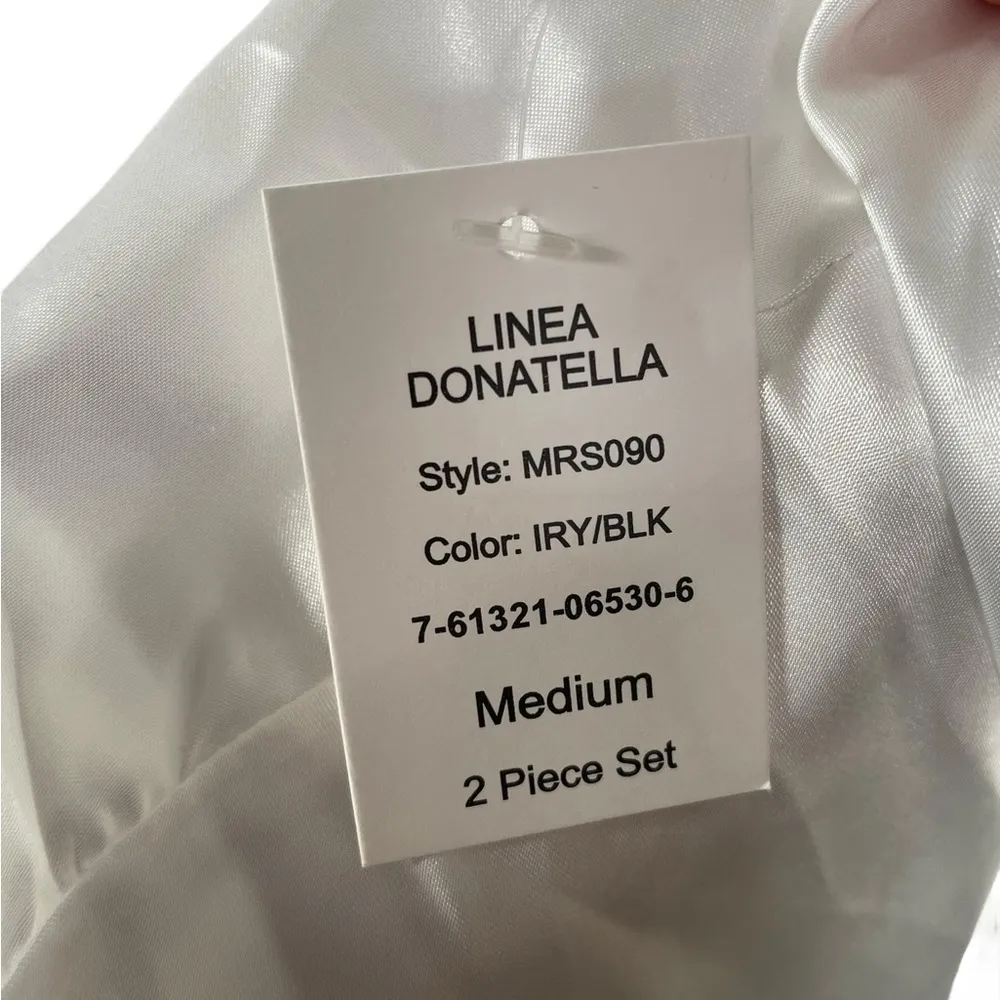 LINEA
DONATELLA
Style: MRS090
Color: IRY/BLK
7-61321-06530-6
Medium
2 Piece Set